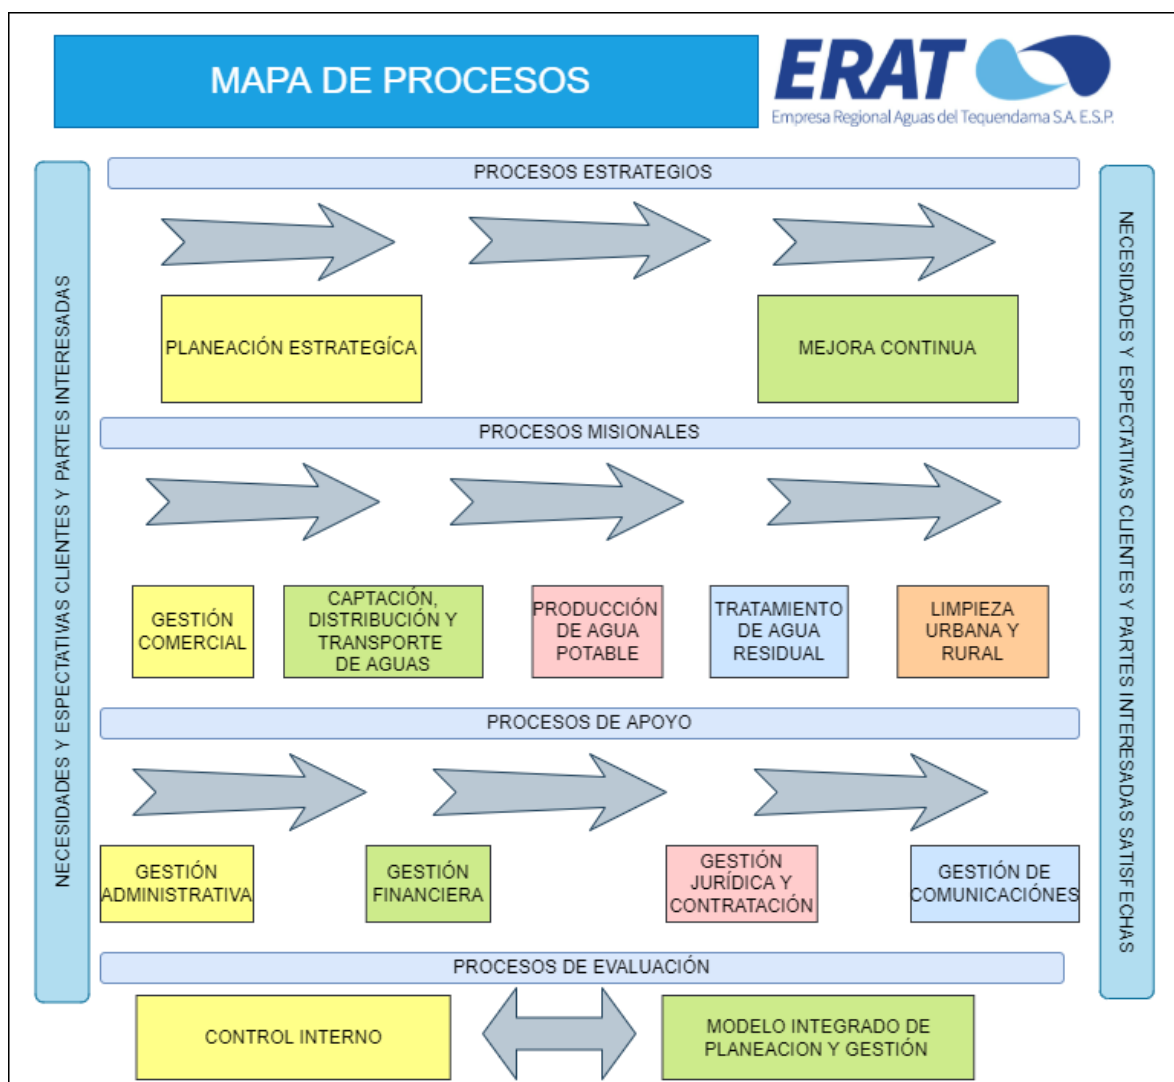 MAPA DE PROCESOS
ERAT
Empresa Regional Aguas del Tequendama S.A. E.S.P.
NECESIDADES Y ESPECTATIVAS CLIENTES Y PARTES INTERESADAS
PROCESOS ESTRATEGIOS
PLANEACIÓN ESTRATEGÍCA
MEJORA CONTINUA
PROCESOS MISIONALES
GESTIÓN
COMERCIAL
CAPTACIÓN,
DISTRIBUCIÓN Y
TRANSPORTE
DE AGUAS
PRODUCCIÓN
DE AGUA
POTABLE
TRATAMIENTO
DE AGUA
RESIDUAL
LIMPIEZA
URBANA Y
RURAL
PROCESOS DE APOYO
GESTIÓN
ADMINISTRATIVA
GESTIÓN
FINANCIERA
GESTIÓN
JURÍDICA Y
CONTRATACIÓN
GESTIÓN DE
COMUNICACIÓNES
PROCESOS DE EVALUACIÓN
CONTROL INTERNO
MODELO INTEGRADO DE
PLANEACION Y GESTIÓN
NECESIDADES Y ESPECTATIVAS CLIENTES Y PARTES INTERESADAS SATISFECHAS